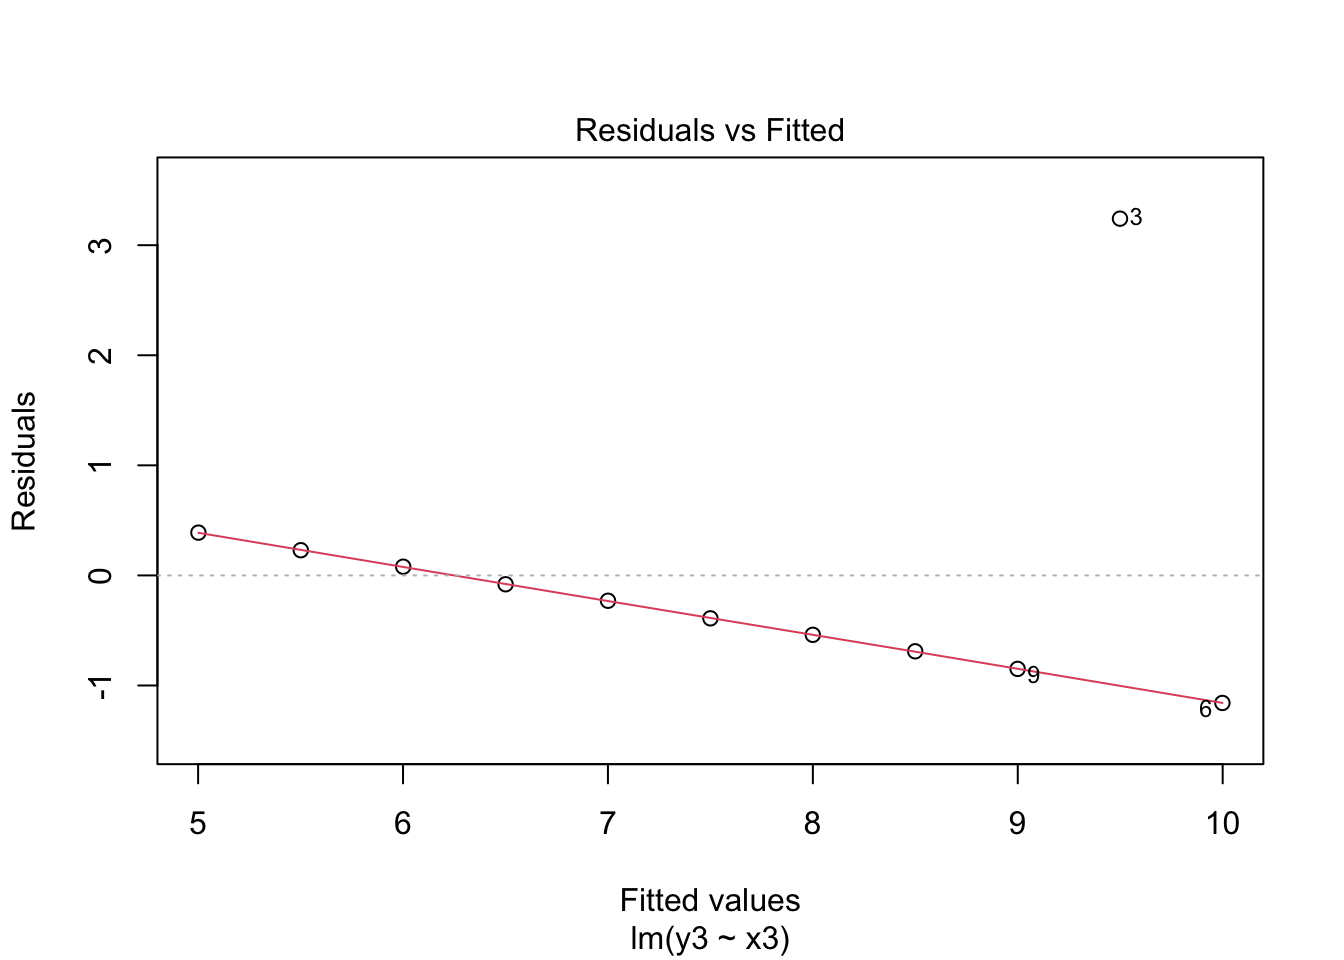 Residuals vs Fitted
3
3
2
1
0
-1
Residuals
9
6
5 6 7 8 9 10
Fitted values
lm(y3 ~ x3)